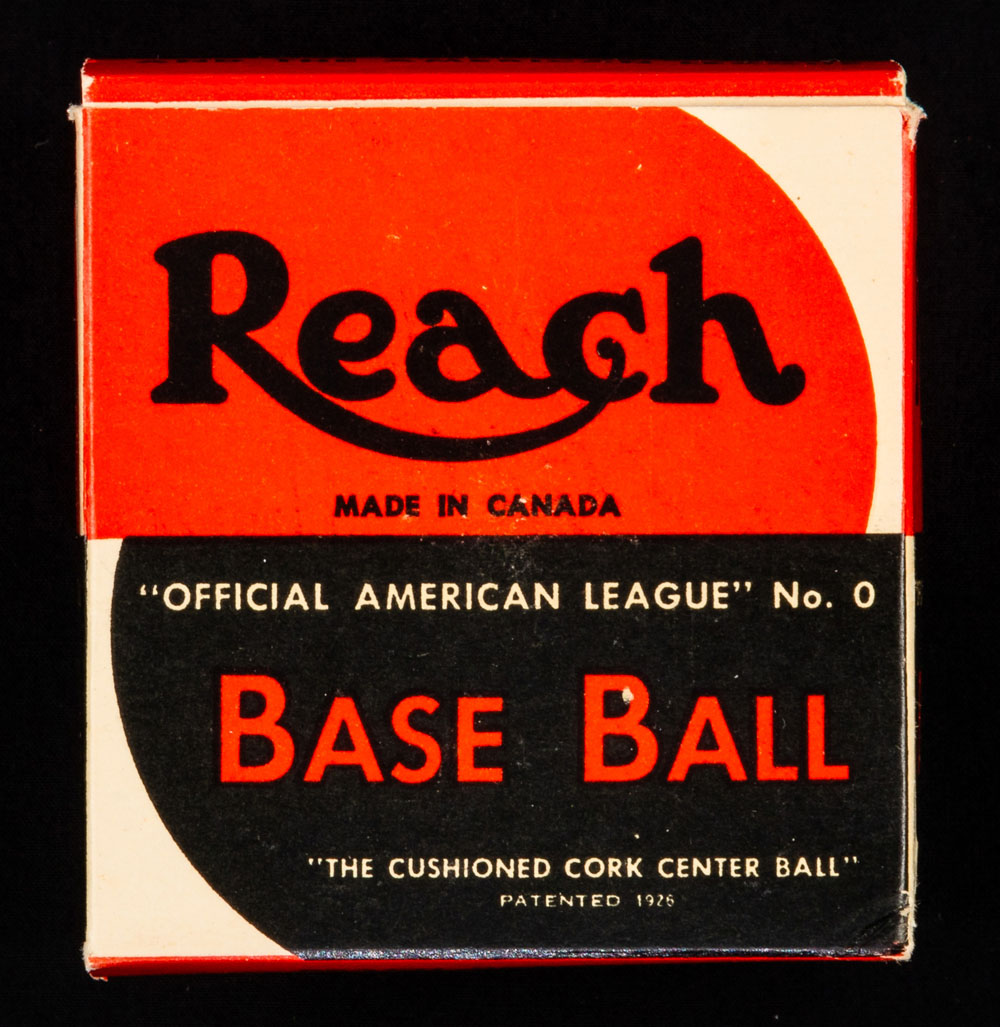 Reach
MADE IN CANADA
“OFFICIAL AMERICAN LEAGUE” No. 0
BASE BALL
"THE CUSHIONED CORK CENTER BALL"
PATENTED 1926